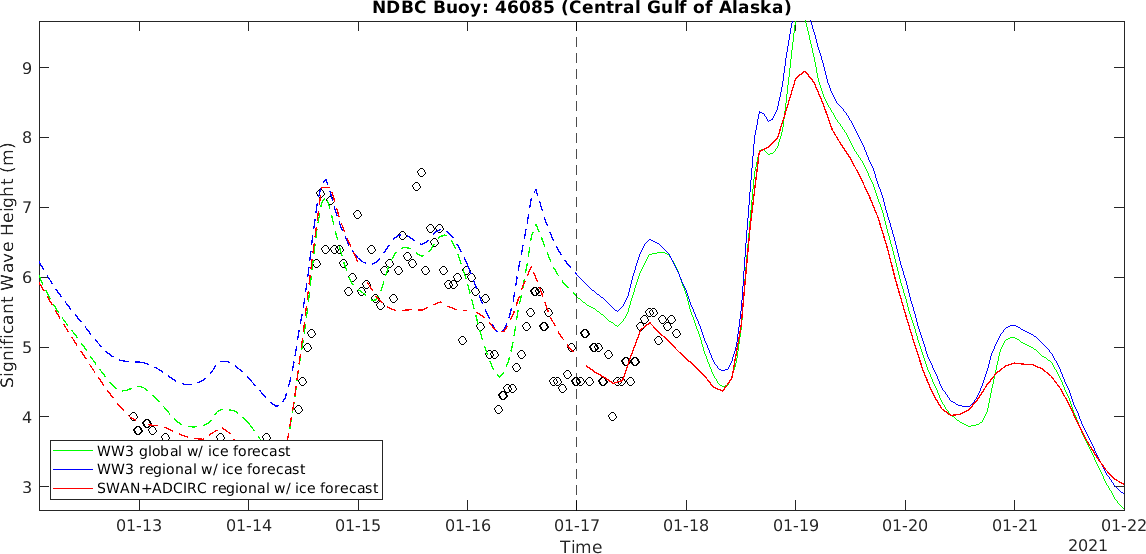 NDBC Buoy: 46085 (Central Gulf of Alaska)
Significant Wave Height (m)
9
8
7
6
5
4
3
WW3 global w/ ice forecast
WW3 regional w/ ice forecast
SWAN+ADCIRC regional w/ ice forecast
01-13 01-14 01-15 01-16 01-17 01-18 01-19 01-20 01-21 01-22
Time
2021